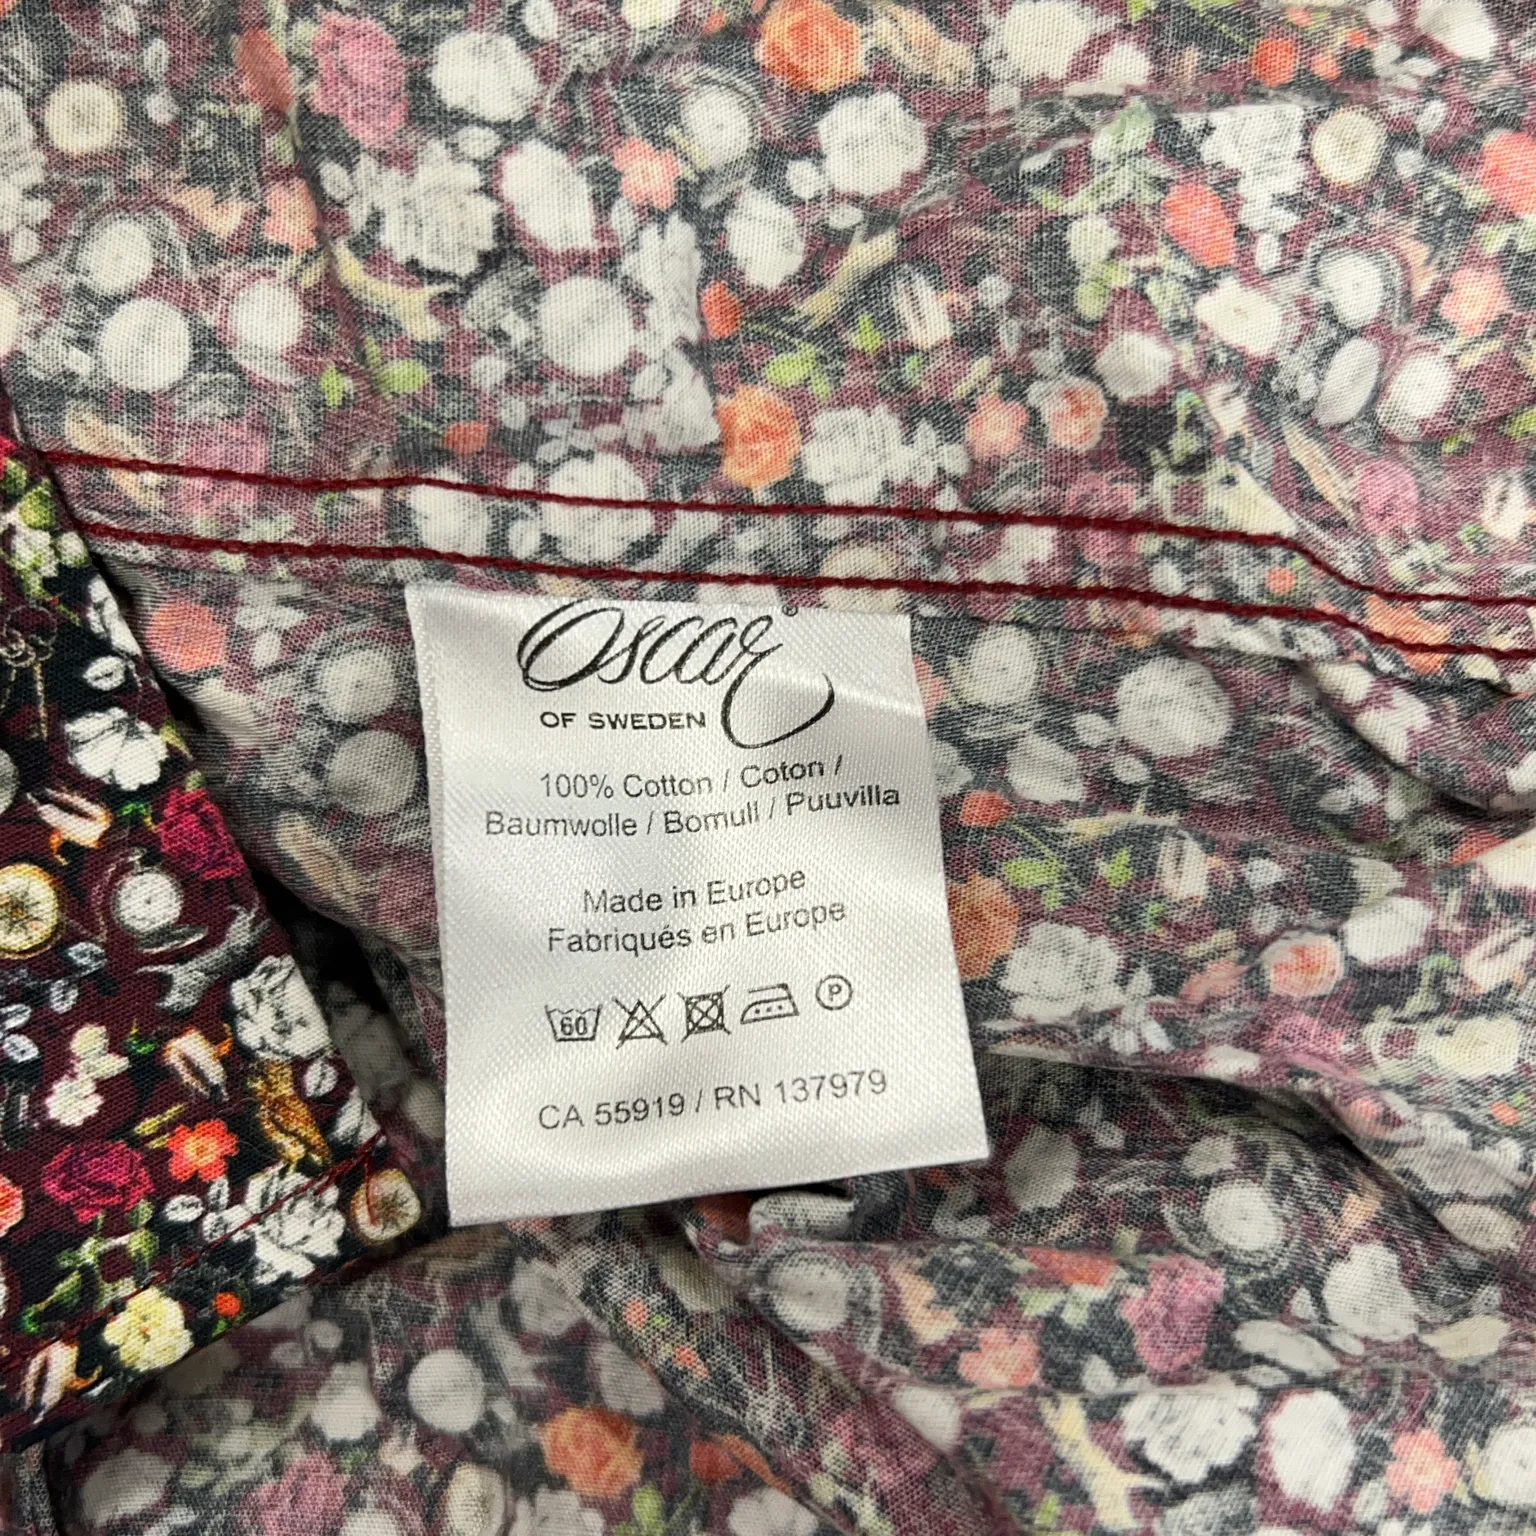 Oscar®
OF SWEDEN
100% Cotton / Coton /
Baumwolle / Bomull / Puuvilla
Made in Europe
Fabriqués en Europe
60 P
CA 55919 / RN 137979